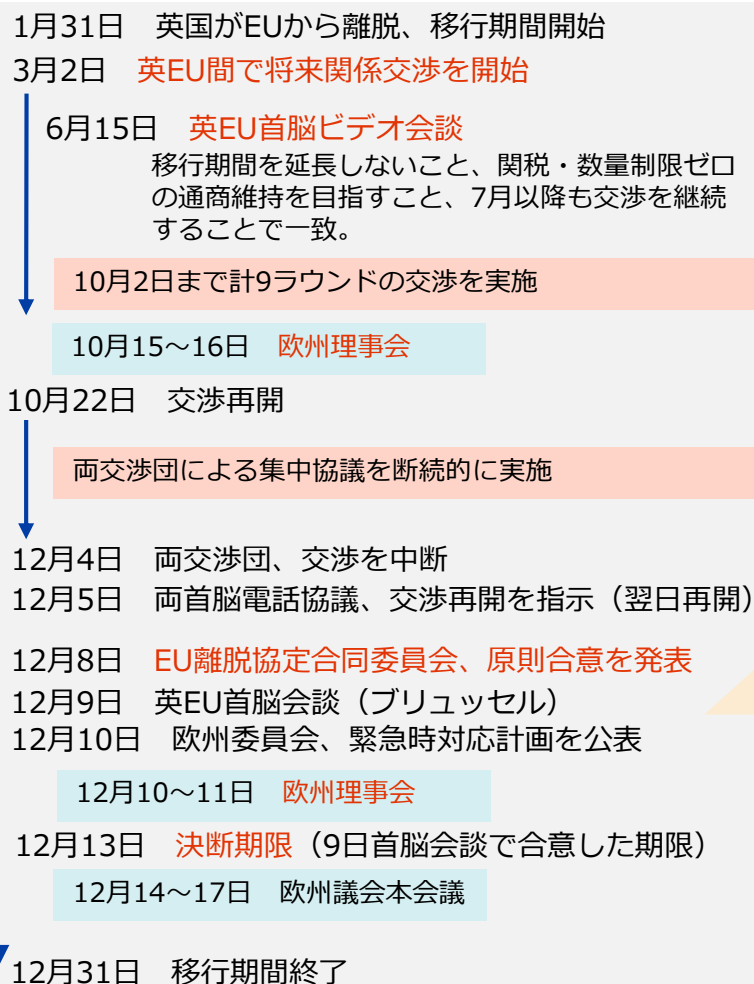 1月31日　英国がEUから離脱、移行期間開始
3月2日　英EU間で将来関係交渉を開始
6月15日　英EU首脳ビデオ会談
移行期間を延長しないこと、関税・数量制限ゼロ
の通商維持を目指すこと、7月以降も交渉を継続
することで一致。
10月2日まで計9ラウンドの交渉を実施
10月15～16日　欧州理事会
10月22日　交渉再開
両交渉団による集中協議を断続的に実施
12月4日　両交渉団、交渉を中断
12月5日　両首脳電話協議、交渉再開を指示（翌日再開）
12月8日　EU離脱協定合同委員会、原則合意を発表
12月9日　英EU首脳会談（ブリュッセル）
12月10日　欧州委員会、緊急時対応計画を公表
12月10～11日　欧州理事会
12月13日　決断期限（9日首脳会談で合意した期限）
12月14～17日　欧州議会本会議
12月31日　移行期間終了